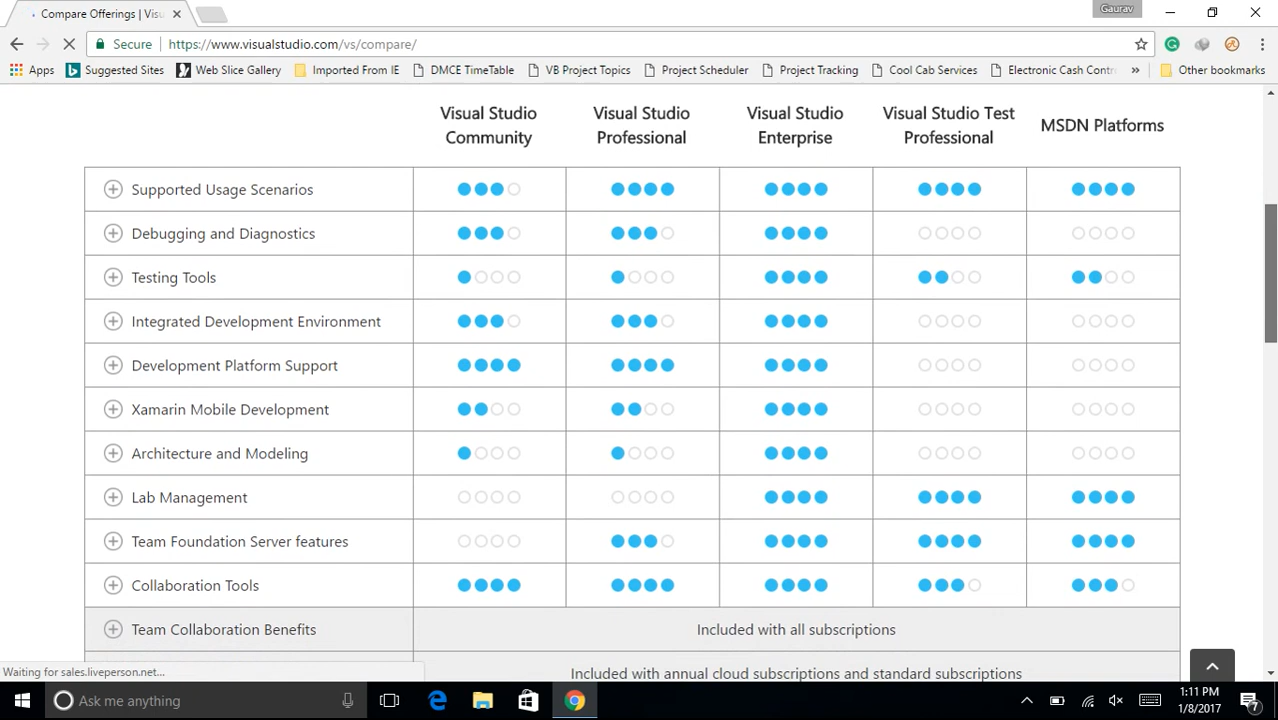 Compare Offerings | Visu
Gaurav
Secure
https://www.visualstudio.com/vs/compare/
Apps
Suggested Sites
Web Slice Gallery
Imported From IE
DMCE TimeTable
VB Project Topics
Project Scheduler
Project Tracking
Cool Cab Services
Electronic Cash Contr
»
Other bookmarks
Visual Studio
Community
Visual Studio
Professional
Visual Studio
Enterprise
Visual Studio Test
Professional
MSDN Platforms
Supported Usage Scenarios
Debugging and Diagnostics
Testing Tools
Integrated Development Environment
Development Platform Support
Xamarin Mobile Development
Architecture and Modeling
Lab Management
Team Foundation Server features
Collaboration Tools
Team Collaboration Benefits
Included with all subscriptions
Included with annual cloud subscriptions and standard subscriptions
Waiting for sales.liveperson.net...
Ask me anything
1:11 PM
1/8/2017
7